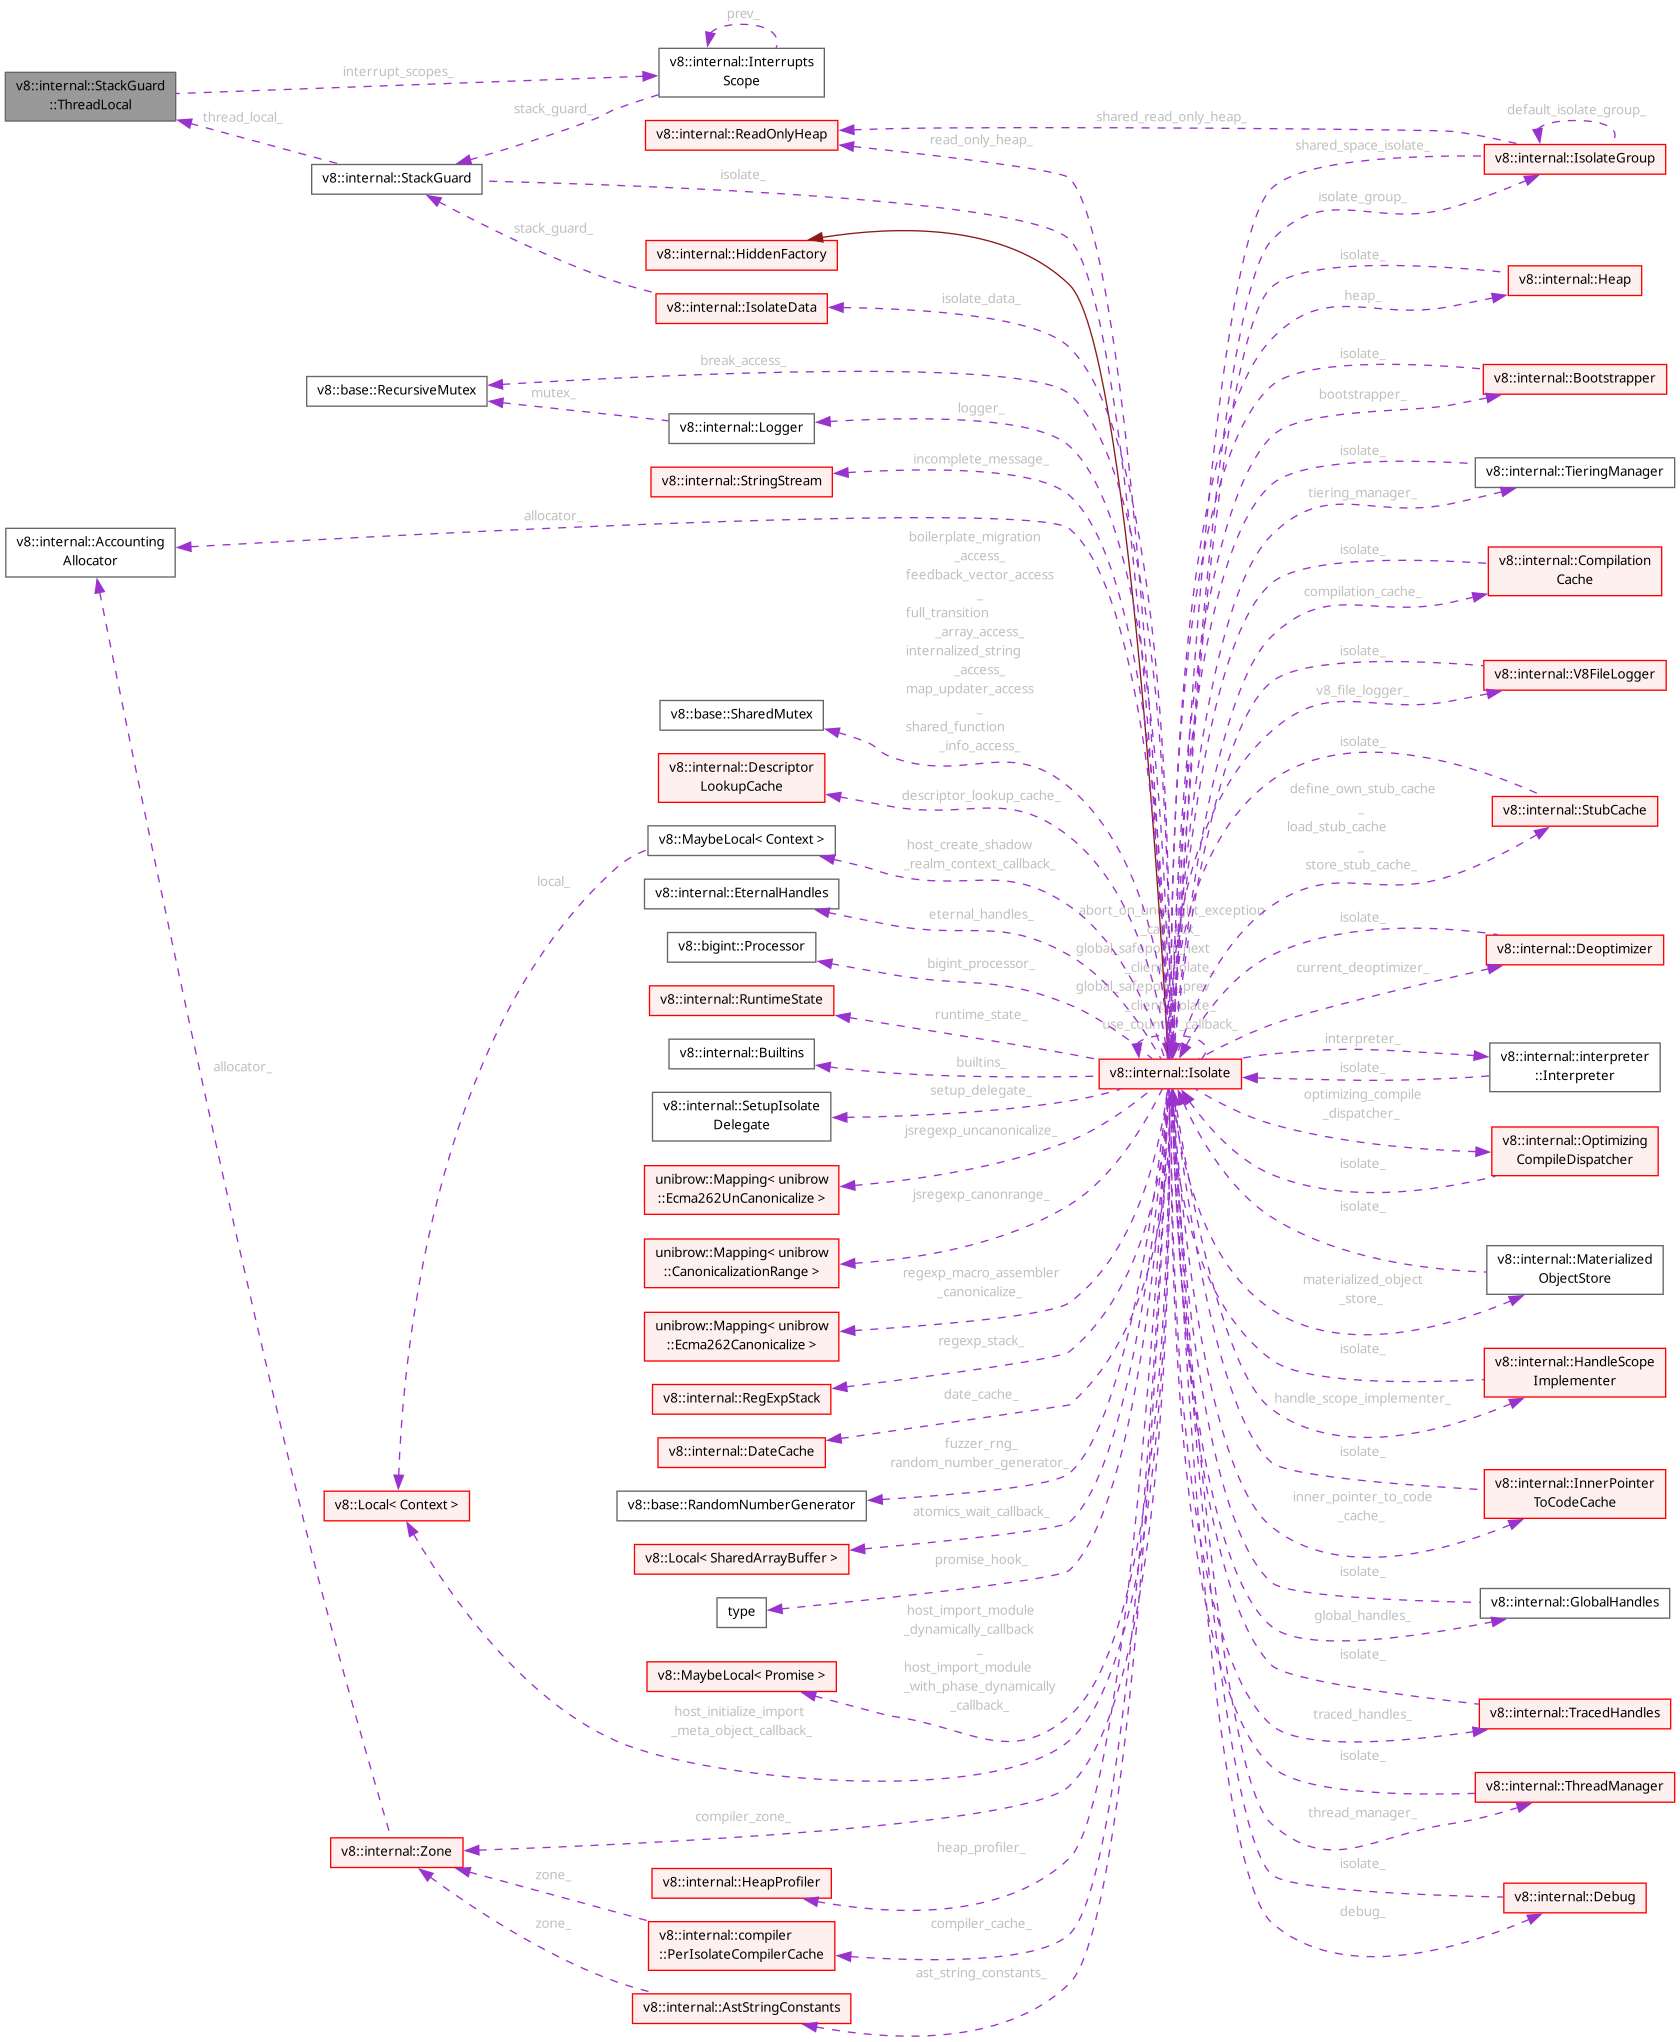 prev_
v8::internal::Interrupts
Scope
interrupt_scopes_
v8::internal::StackGuard
::ThreadLocal
stack_guard_
thread_local_
v8::internal::ReadOnlyHeap
shared_read_only_heap_
read_only_heap_
default_isolate_group_
v8::internal::IsolateGroup
shared_space_isolate_
isolate_group_
v8::internal::StackGuard
isolate_
stack_guard_
v8::internal::HiddenFactory
v8::internal::IsolateData
isolate_data_
isolate_
v8::internal::Heap
heap_
break_access_
v8::base::RecursiveMutex
mutex_
v8::internal::Logger
logger_
isolate_
v8::internal::Bootstrapper
bootstrapper_
v8::internal::StringStream
incomplete_message_
isolate_
v8::internal::TieringManager
tiering_manager_
allocator_
v8::internal::Accounting
Allocator
isolate_
v8::internal::Compilation
Cache
compilation_cache_
boilerplate_migration
_access_
feedback_vector_access
_
full_transition
_array_access_
internalized_string
_access_
map_updater_access
_
shared_function
_info_access_
v8::base::SharedMutex
isolate_
v8::internal::V8FileLogger
v8_file_logger_
v8::internal::Descriptor
LookupCache
descriptor_lookup_cache_
isolate_
v8::internal::StubCache
define_own_stub_cache
_
load_stub_cache
_
store_stub_cache_
v8::MaybeLocal< Context >
host_create_shadow
_realm_context_callback_
local_
v8::internal::EternalHandles
eternal_handles_
v8::bigint::Processor
bigint_processor_
v8::internal::RuntimeState
runtime_state_
v8::internal::Builtins
builtins_
isolate_
v8::internal::Deoptimizer
current_deoptimizer_
v8::internal::Isolate
interpreter_
v8::internal::interpreter
::Interpreter
isolate_
v8::internal::SetupIsolate
Delegate
setup_delegate_
optimizing_compile
_dispatcher_
v8::internal::Optimizing
CompileDispatcher
isolate_
allocator_
unibrow::Mapping< unibrow
::Ecma262UnCanonicalize >
jsregexp_uncanonicalize_
unibrow::Mapping< unibrow
::CanonicalizationRange >
jsregexp_canonrange_
isolate_
v8::internal::Materialized
ObjectStore
materialized_object
_store_
unibrow::Mapping< unibrow
::Ecma262Canonicalize >
regexp_macro_assembler
_canonicalize_
v8::internal::RegExpStack
regexp_stack_
isolate_
v8::internal::HandleScope
Implementer
handle_scope_implementer_
v8::internal::DateCache
date_cache_
v8::base::RandomNumberGenerator
fuzzer_rng_
random_number_generator_
v8::Local< Context >
isolate_
v8::internal::InnerPointer
ToCodeCache
inner_pointer_to_code
_cache_
v8::Local< SharedArrayBuffer >
atomics_wait_callback_
type
promise_hook_
isolate_
v8::internal::GlobalHandles
global_handles_
v8::MaybeLocal< Promise >
host_import_module
_dynamically_callback
_
host_import_module
_with_phase_dynamically
_callback_
host_initialize_import
_meta_object_callback_
isolate_
v8::internal::TracedHandles
traced_handles_
compiler_zone_
v8::internal::Zone
isolate_
v8::internal::ThreadManager
thread_manager_
v8::internal::HeapProfiler
heap_profiler_
isolate_
v8::internal::Debug
debug_
zone_
v8::internal::compiler
::PerIsolateCompilerCache
compiler_cache_
zone_
v8::internal::AstStringConstants
ast_string_constants_